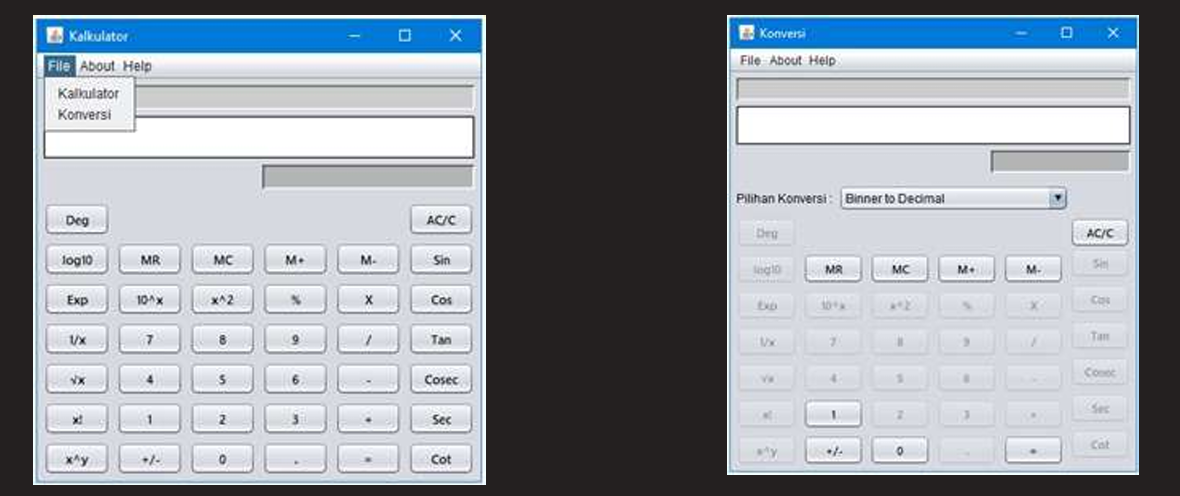 Kalkulator
File About Help
Kalkulator
Konversi
Deg AC/C
log10 MR MC M+ M- Sin
Exp 10^x x^2 % X Cos
1/x 7 8 9 / Tan
√x 4 5 6 - Cosec
x! 1 2 3 + Sec
x^y +/- 0 . = Cot
Konversi
File About Help
Pilihan Konversi : Binner to Decimal
Deg AC/C
log10 MR MC M+ M- Sin
Exp 10^x x^2 % X Cos
1/x 7 8 9 / Tan
√x 4 5 6 - Cosec
x! 1 2 3 + Sec
x^y +/- 0 . = Cot